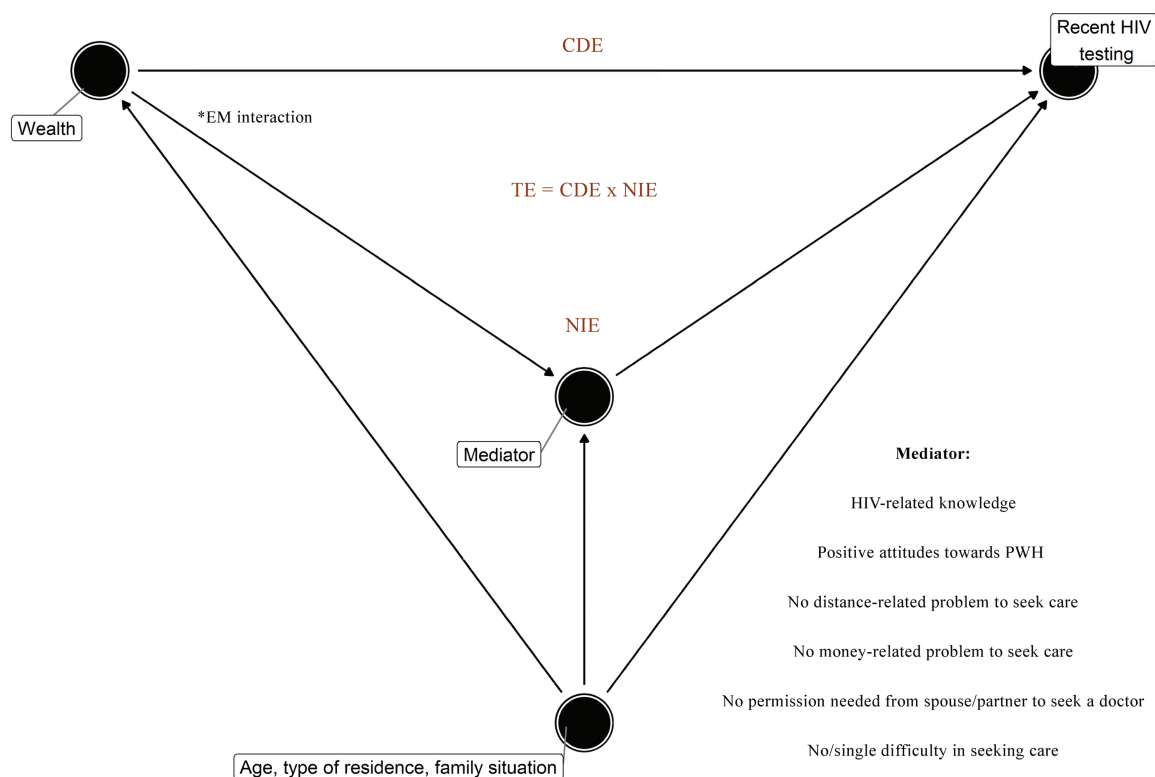 CDE
Recent HIV
testing
Wealth
*EM interaction
TE = CDE x NIE
NIE
Mediator
Mediator:
HIV-related knowledge
Positive attitudes towards PWH
No distance-related problem to seek care
No money-related problem to seek care
No permission needed from spouse/partner to seek a doctor
No/single difficulty in seeking care
Age, type of residence, family situation